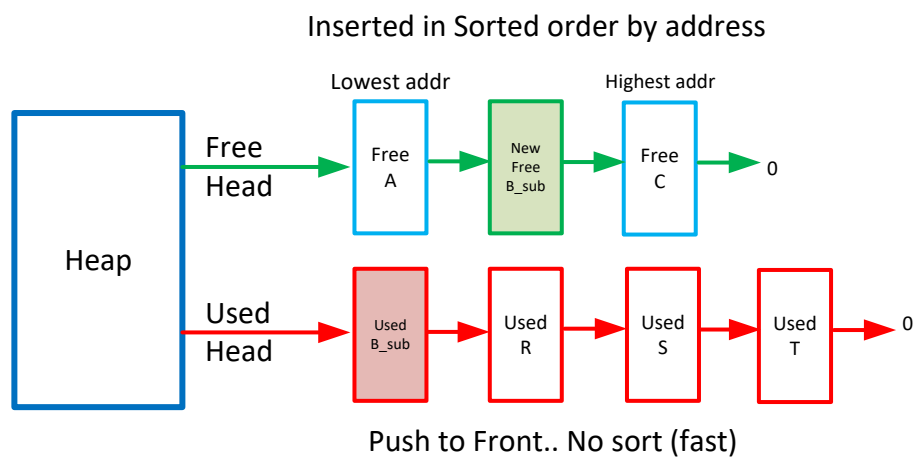 Inserted in Sorted order by address
Lowest addr
Highest addr
Free
Head
Free
A
New
Free
B_sub
Free
C
0
Heap
Used
Head
Used
B_sub
Used
R
Used
S
Used
T
0
Push to Front.. No sort (fast)